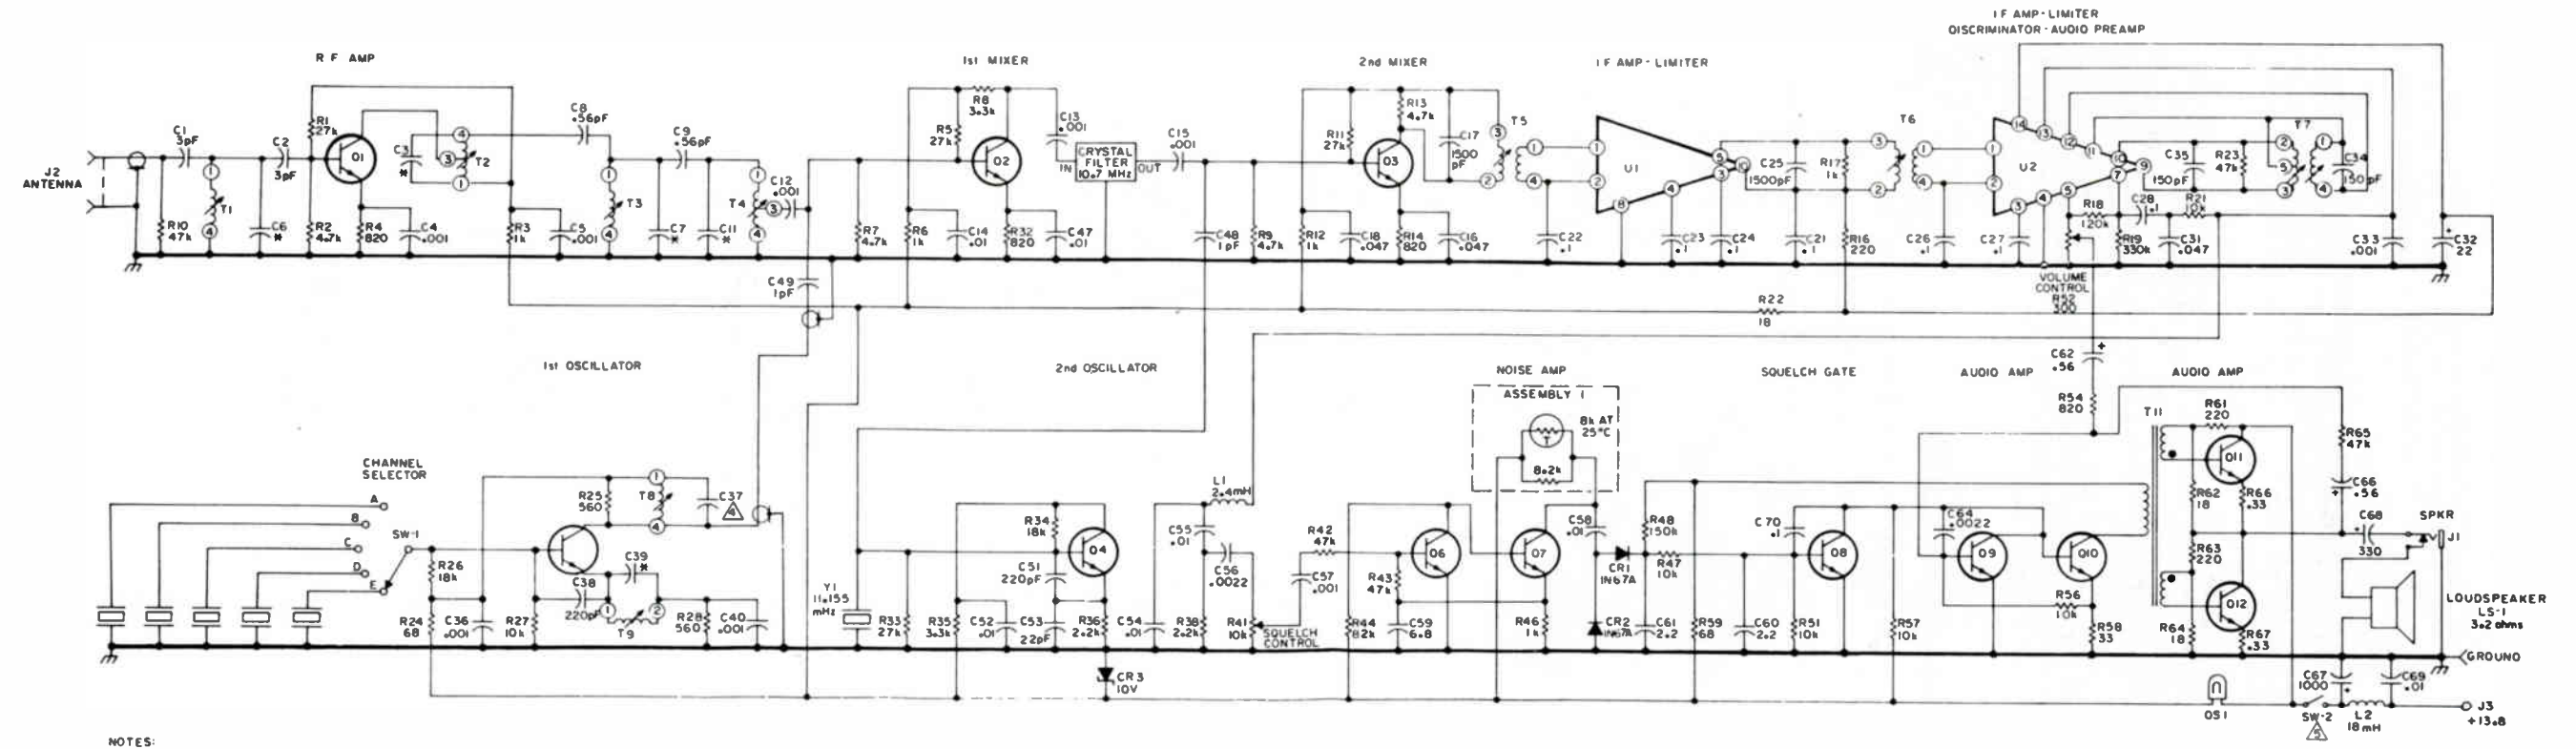 I F AMP-LIMITER
DISCRIMINATOR-AUDIO PREAMP
R F AMP
1st MIXER
2nd MIXER
I F AMP-LIMITER
J2
ANTENNA
C1
3pF
R10
47k
T1
C6
*
C2
3pF
R1
27k
R2
4.7k
Q1
R4
820
C4
.001
C3
*
T2
R3
1k
C5
.001
C8
.56pF
T3
C9
.56pF
C7
*
C11
*
T4
C12
.001
C49
1pF
R7
4.7k
R5
27k
R6
1k
R8
3.3k
Q2
C14
.01
R32
820
C47
.01
C13
.001
IN
CRYSTAL
FILTER
10.7 MHz
OUT
C15
.001
C48
1pF
R9
4.7k
R11
27k
R12
1k
C18
.047
R13
4.7k
Q3
R14
820
C16
.047
C17
1500
pF
T5
C22
.1
U1
C23
.1
C24
.1
C25
1500pF
C21
.1
R17
1k
R16
220
T6
C26
.1
U2
C27
.1
R18
120k
C28
.1
R21
10k
R19
330k
C31
.047
C35
150pF
R23
47k
T7
C34
150pF
C33
.001
C32
22
VOLUME
CONTROL
R52
300
R22
18
1st OSCILLATOR
2nd OSCILLATOR
NOISE AMP
SQUELCH GATE
AUDIO AMP
AUDIO AMP
CHANNEL
SELECTOR
A
B
C
D
E
SW-1
R26
18k
R24
68
C36
.001
R27
10k
R25
560
T8
C37
4
C38
220pF
C39
*
T9
R28
560
C40
.001
Y1
11.155
mHz
R33
27k
R35
3.3k
C52
.01
R34
18k
C51
220pF
C53
22pF
Q4
R36
2.2k
C54
.01
CR3
10V
L1
2.4mH
C55
.01
C56
.0022
R38
2.2k
R41
10k
SQUELCH
CONTROL
C57
.001
R42
47k
R43
47k
R44
82k
C59
6.8
Q6
Q7
R46
1k
ASSEMBLY 1
8k AT
25°C
T
8.2k
C58
.01
CR1
1N67A
CR2
1N67A
R48
150k
R47
10k
C61
2.2
R59
68
C60
2.2
C70
.1
R51
10k
Q8
R57
10k
C64
.0022
Q9
Q10
R56
10k
R58
33
C62
.56
R54
820
T11
R61
220
Q11
R62
18
R66
.33
R63
220
Q12
R64
18
R67
.33
R65
47k
C66
.56
C68
330
SPKR
J1
LOUDSPEAKER
LS-1
3.2 ohms
GROUND
C67
1000
C69
.01
DS1
SW-2
5
L2
18mH
J3
+13.8
NOTES: